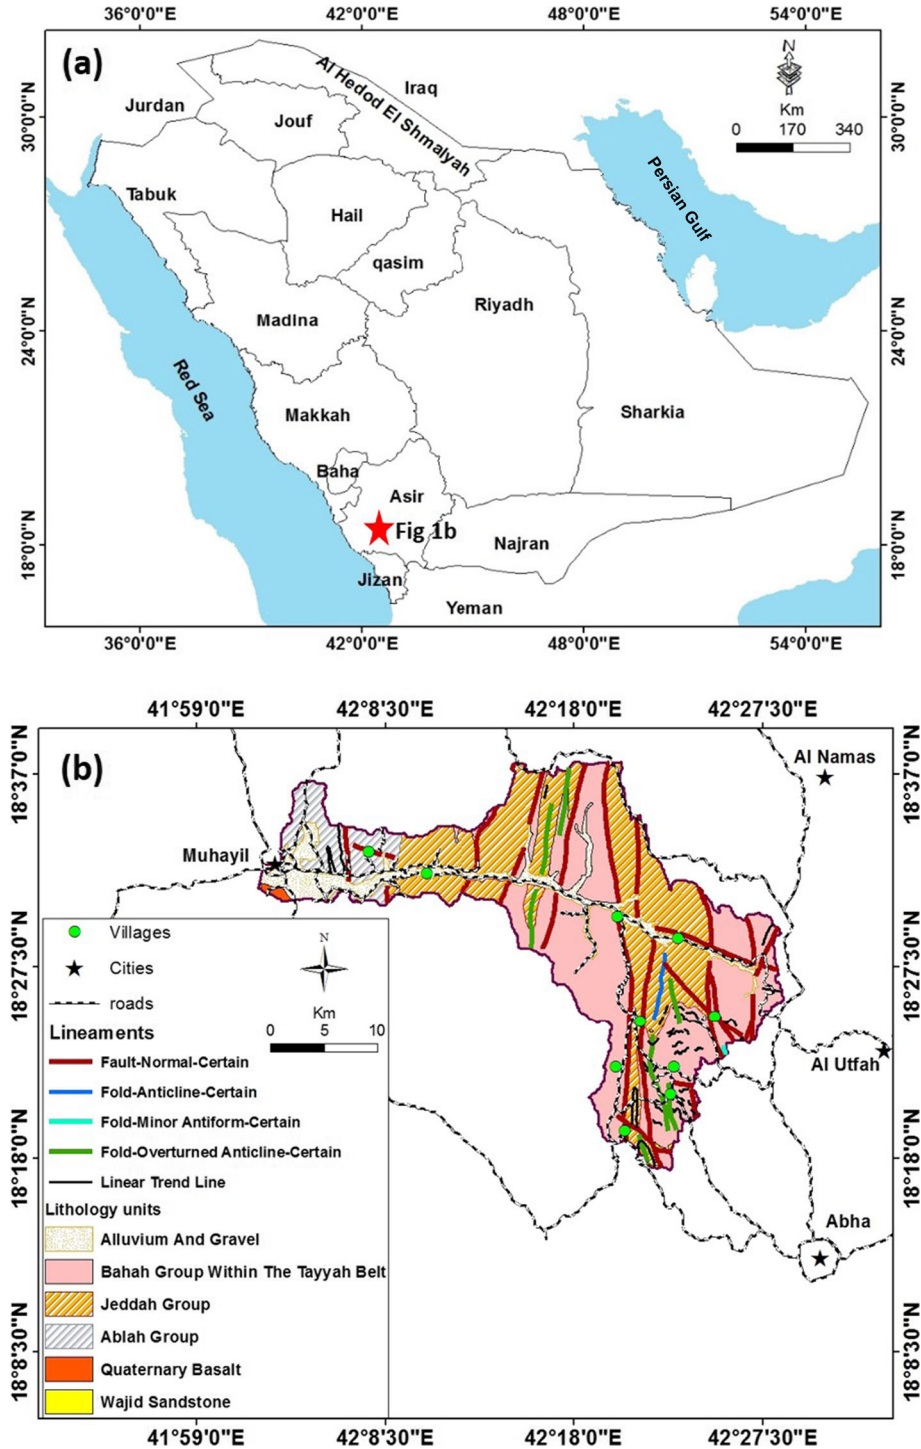 36°0'0"E 42°0'0"E 48°0'0"E 54°0'0"E
(a)
N
Km
0 170 340
30°0'0"N
30°0'0"N
24°0'0"N
24°0'0"N
18°0'0"N
18°0'0"N
Al Hedod El Shmalyah
Iraq
Jurdan
Jouf
Tabuk
Hail
Persian Gulf
qasim
Riyadh
MadIna
Red Sea
Makkah
Sharkia
Baha
Asir
Fig 1b
Najran
Jizan
Yeman
36°0'0"E 42°0'0"E 48°0'0"E 54°0'0"E
41°59'0"E 42°8'30"E 42°18'0"E 42°27'30"E
(b)
18°37'0"N
18°37'0"N
18°27'30"N
18°27'30"N
18°18'0"N
18°18'0"N
18°8'30"N
18°8'30"N
Al Namas
Muhayil
Al Utfah
Abha
Villages
Cities
roads
N
Km
0 5 10
Lineaments
Fault-Normal-Certain
Fold-Anticline-Certain
Fold-Minor Antiform-Certain
Fold-Overturned Anticline-Certain
Linear Trend Line
Lithology units
Alluvium And Gravel
Bahah Group Within The Tayyah Belt
Jeddah Group
Ablah Group
Quaternary Basalt
Wajid Sandstone
41°59'0"E 42°8'30"E 42°18'0"E 42°27'30"E